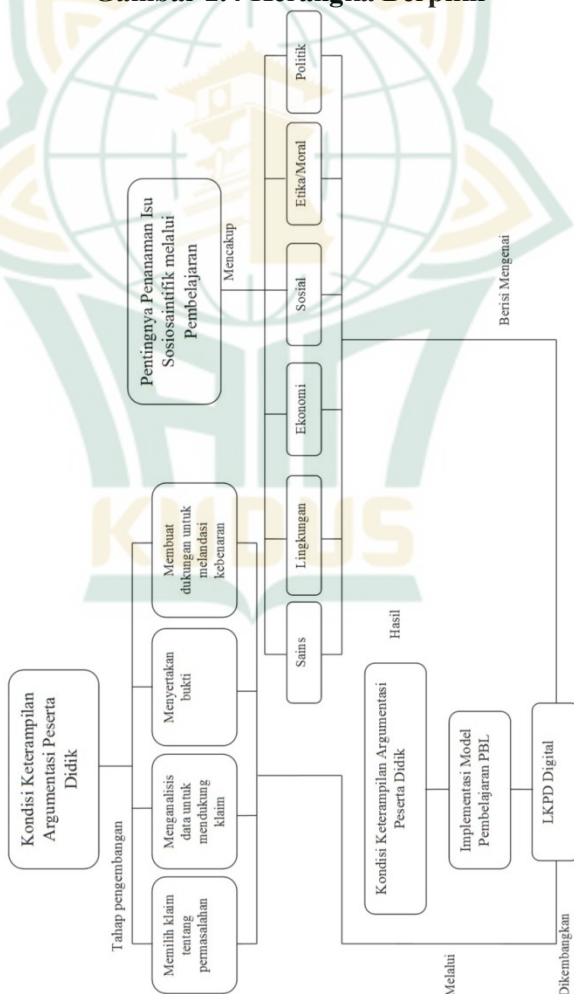 Gambar Kerangka Berpikir
Kondisi Keterampilan
Argumentasi Peserta
Didik
Tahap pengembangan
Memilih klaim
tentang
permasalahan
Menganalisis
data untuk
mendukung
klaim
Menyertakan
bukti
Membuat
dukungan untuk
melandasi
kebenaran
Pentingnya Penanaman Isu
Sosiosaintifik melalui
Pembelajaran
Mencakup
Sains
Lingkungan
Ekonomi
Sosial
Etika/Moral
Politik
Hasil
Kondisi Keterampilan Argumentasi
Peserta Didik
Implementasi Model
Pembelajaran PBL
LKPD Digital
Melalui
Dikembangkan
Berisi Mengenai
KUDUS